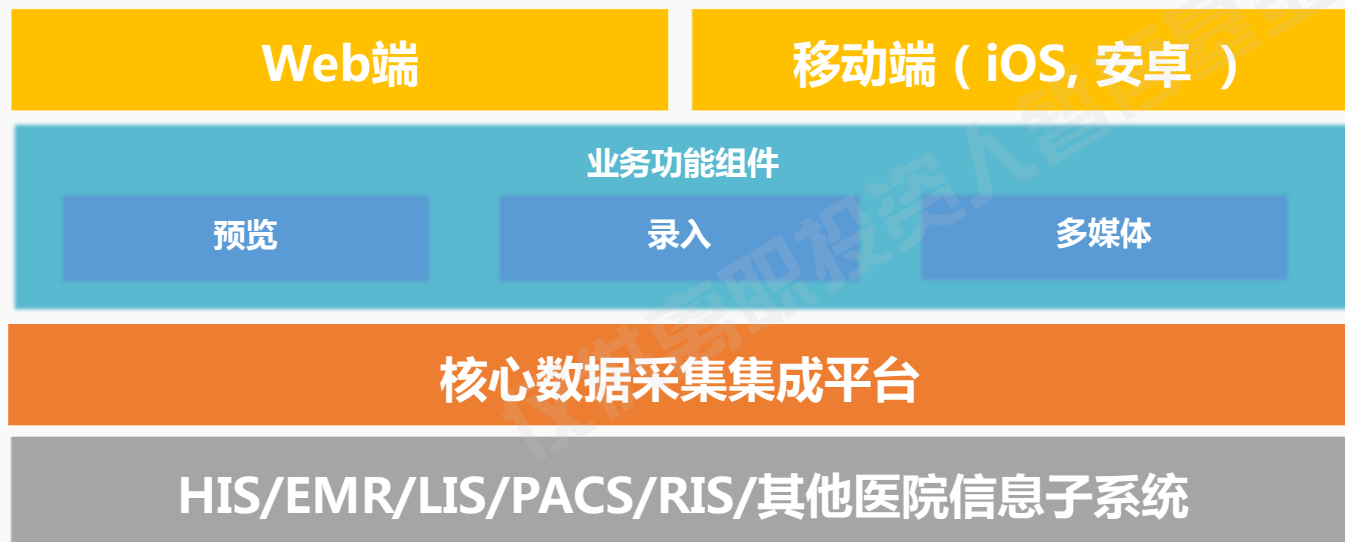 Web端
移动端（iOS, 安卓 ）
业务功能组件
预览
录入
多媒体
核心数据采集集成平台
HIS/EMR/LIS/PACS/RIS/其他医院信息子系统